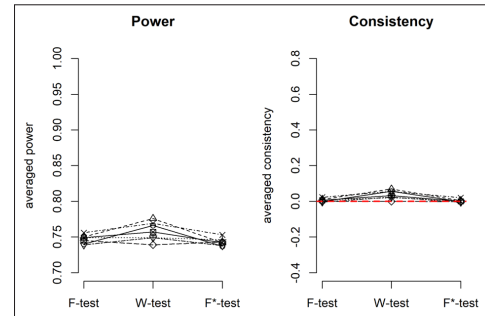 Power
averaged power
1.00
0.95
0.90
0.85
0.80
0.75
0.70
F-test W-test F*-test
Consistency
averaged consistency
0.8
0.6
0.4
0.2
0.0
-0.2
-0.4
F-test W-test F*-test